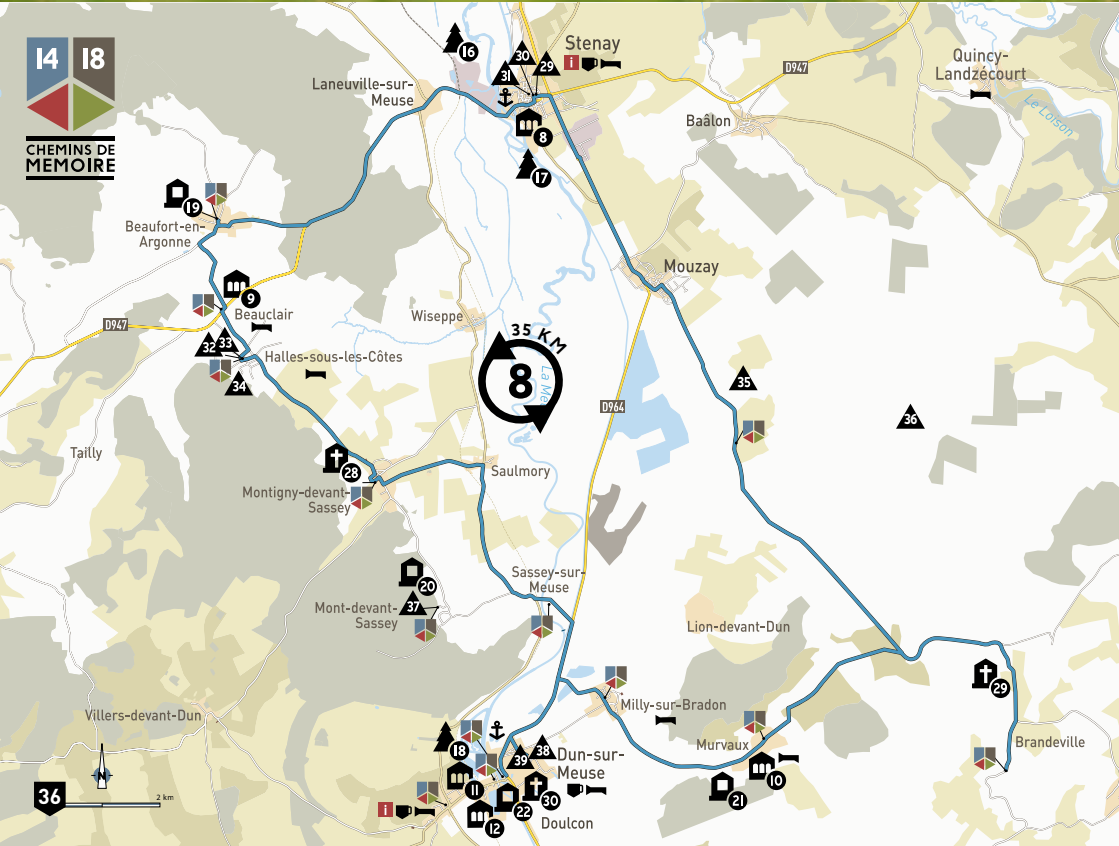 14 18
CHEMINS DE
MEMOIRE
16
30
29
31
Stenay
i
D947
Quincy-
Landzécourt
Le Loison
Laneuville-sur-
Meuse
Baâlon
8
17
19
Beaufort-en-
Argonne
Mouzay
9
Beauclair
Wiseppe
D947
32
33
34
Halles-sous-les-Côtes
35 KM
8
La Me
D964
35
36
Tailly
28
Montigny-devant-
Sassey
Saulmory
20
37
Mont-devant-
Sassey
Sassey-sur-
Meuse
Lion-devant-Dun
29
Villers-devant-Dun
Milly-sur-Bradon
Murvaux
Brandeville
18
39
38
Dun-sur-
Meuse
10
21
11
22
30
12
Doulcon
i
N
36
2 km